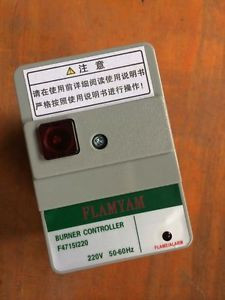 ⚠ 注 意
请在使用前详细阅读使用说明书
严格按照使用说明书进行操作!
FLAMYAM
BURNER CONTROLLER
F4715I220
220V 50-60Hz
FLAME/ALARM